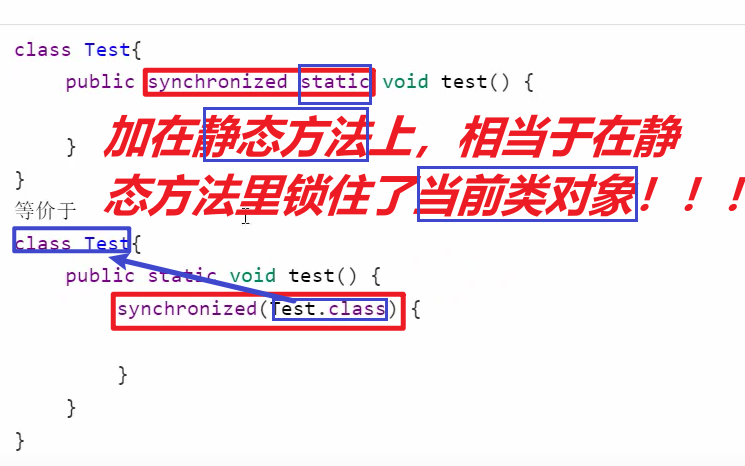 class Test{
public synchronized static void test() {
加在静态方法上，相当于在静
}
态方法里锁住了当前类对象！！！
}
等价于
class Test{
public static void test() {
synchronized(Test.class) {
}
}
}